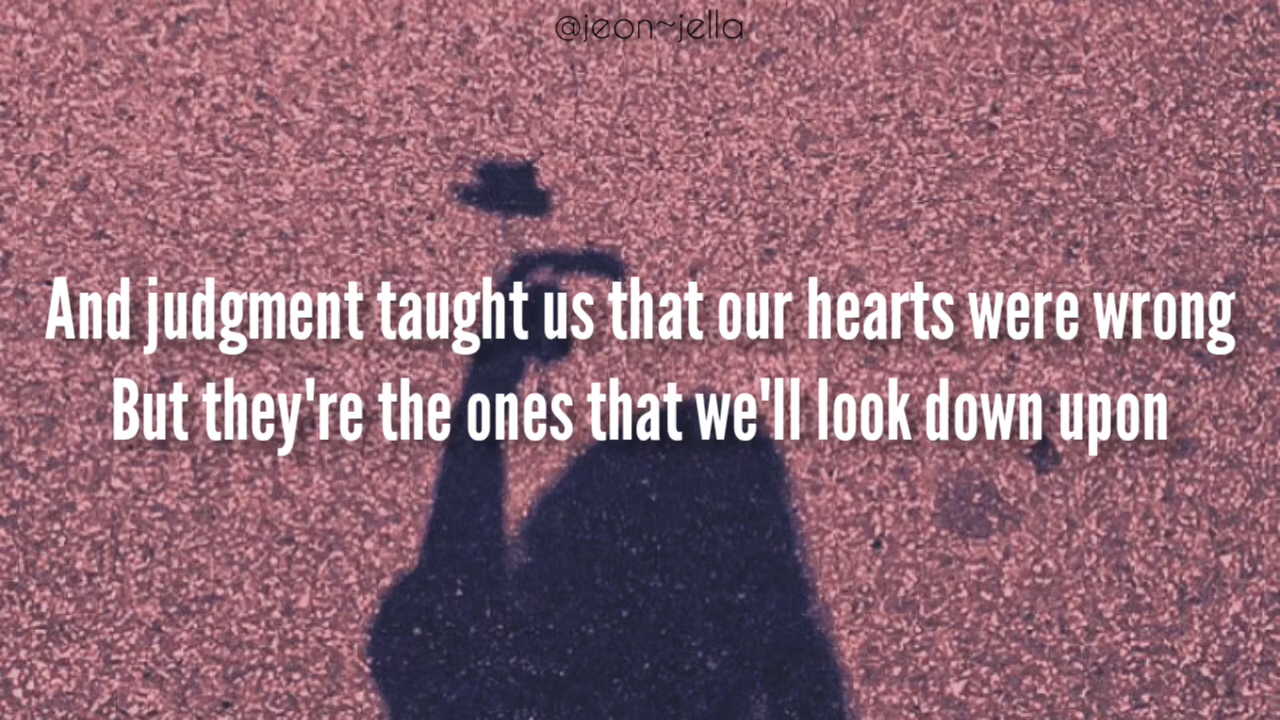 @jeon~jella
And judgment taught us that our hearts were wrong
But they're the ones that we'll look down upon